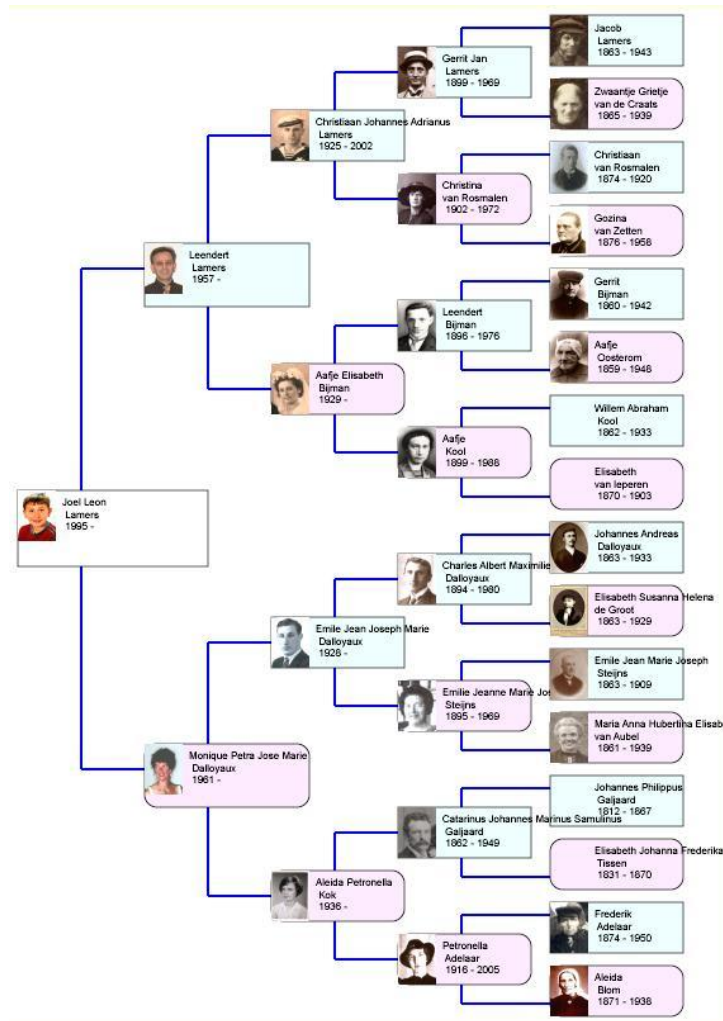 Jacob
Lamers
1863 - 1943
Gerrit Jan
Lamers
1899 - 1969
Zwaantje Grietje
van de Craats
1865 - 1939
Christiaan Johannes Adrianus
Lamers
1925 - 2002
Christiaan
van Rosmalen
1874 - 1920
Christina
van Rosmalen
1902 - 1972
Gozina
van Zetten
1876 - 1958
Leendert
Lamers
1957 -
Gerrit
Bijman
1860 - 1942
Leendert
Bijman
1896 - 1976
Aafje
Oosterom
1859 - 1948
Aafje Elisabeth
Bijman
1929 -
Willem Abraham
Kool
1862 - 1933
Aafje
Kool
1899 - 1988
Elisabeth
van Ieperen
1870 - 1903
Joel Leon
Lamers
1995 -
Johannes Andreas
Dalloyaux
1863 - 1933
Charles Albert Maximilie
Dalloyaux
1894 - 1980
Elisabeth Susanna Helena
de Groot
1863 - 1929
Emile Jean Joseph Marie
Dalloyaux
1928 -
Emile Jean Marie Joseph
Steijns
1863 - 1909
Emilie Jeanne Marie Jos
Steijns
1895 - 1969
Maria Anna Hubertina Elisab
van Aubel
1861 - 1939
Monique Petra Jose Marie
Dalloyaux
1961 -
Johannes Philippus
Galjaard
1812 - 1867
Catarinus Johannes Marinus Samulinus
Galjaard
1862 - 1949
Elisabeth Johanna Frederika
Tissen
1831 - 1870
Aleida Petronella
Kok
1936 -
Frederik
Adelaar
1874 - 1950
Petronella
Adelaar
1916 - 2005
Aleida
Blom
1871 - 1938